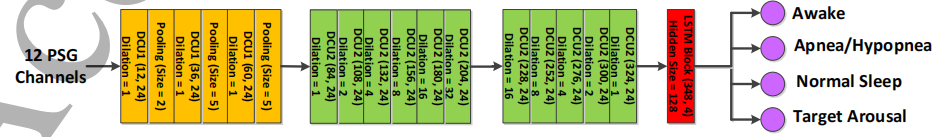 12 PSG
Channels
DCU1 (12, 24)
Dilation = 1
Pooling (Size = 2)
DCU1 (36, 24)
Dilation = 1
Pooling (Size = 5)
DCU1 (60, 24)
Dilation = 1
Pooling (Size = 5)
DCU2 (84, 24)
Dilation = 1
DCU2 (108, 24)
Dilation = 2
DCU2 (132, 24)
Dilation = 4
DCU2 (156, 24)
Dilation = 8
DCU2 (180, 24)
Dilation = 16
DCU2 (204, 24)
Dilation = 32
DCU2 (228, 24)
Dilation = 16
DCU2 (252, 24)
Dilation = 8
DCU2 (276, 24)
Dilation = 4
DCU2 (300, 24)
Dilation = 2
DCU2 (324, 24)
Dilation = 1
LSTM Block (348, 4)
Hidden Size = 128
Awake
Apnea/Hypopnea
Normal Sleep
Target Arousal